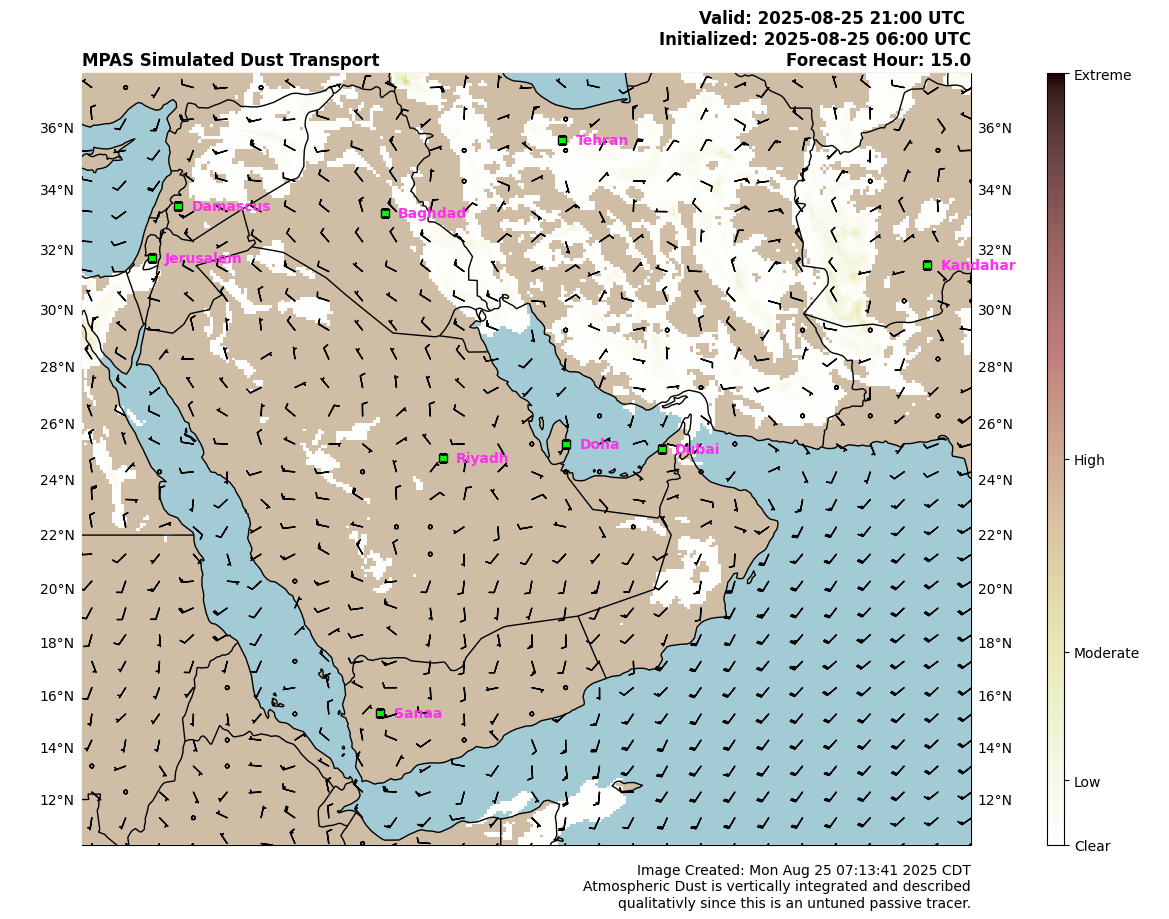 Valid: 2025-08-25 21:00 UTC
Initialized: 2025-08-25 06:00 UTC
MPAS Simulated Dust Transport
Forecast Hour: 15.0
Extreme
36°N
36°N
Tehran
34°N
34°N
Damascus
Baghdad
32°N
32°N
Jerusalem
Kandahar
30°N
30°N
28°N
28°N
26°N
26°N
Doha
Dubai
Riyadh
High
24°N
24°N
22°N
22°N
20°N
20°N
18°N
18°N
Moderate
16°N
16°N
Sanaa
14°N
14°N
Low
12°N
12°N
Clear
Image Created: Mon Aug 25 07:13:41 2025 CDT
Atmospheric Dust is vertically integrated and described
qualitativly since this is an untuned passive tracer.